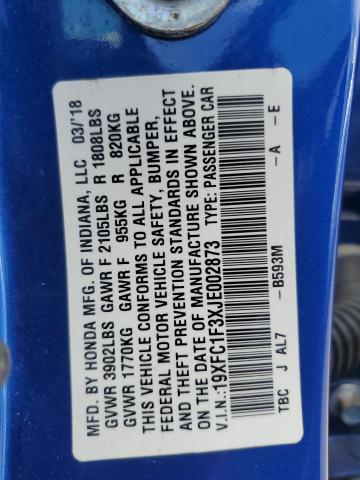 MFD. BY HONDA MFG. OF INDIANA, LLC 03/'18
GVWR 3902LBS GAWR F 2105LBS R 1808LBS
GVWR 1770KG GAWR F 955KG R 820KG
THIS VEHICLE CONFORMS TO ALL APPLICABLE
FEDERAL MOTOR VEHICLE SAFETY, BUMPER,
AND THEFT PREVENTION STANDARDS IN EFFECT
ON THE DATE OF MANUFACTURE SHOWN ABOVE.
V.I.N.:19XFC1F3XJE002873 TYPE: PASSENGER CAR
TBC J AL7 -B593M -A -E